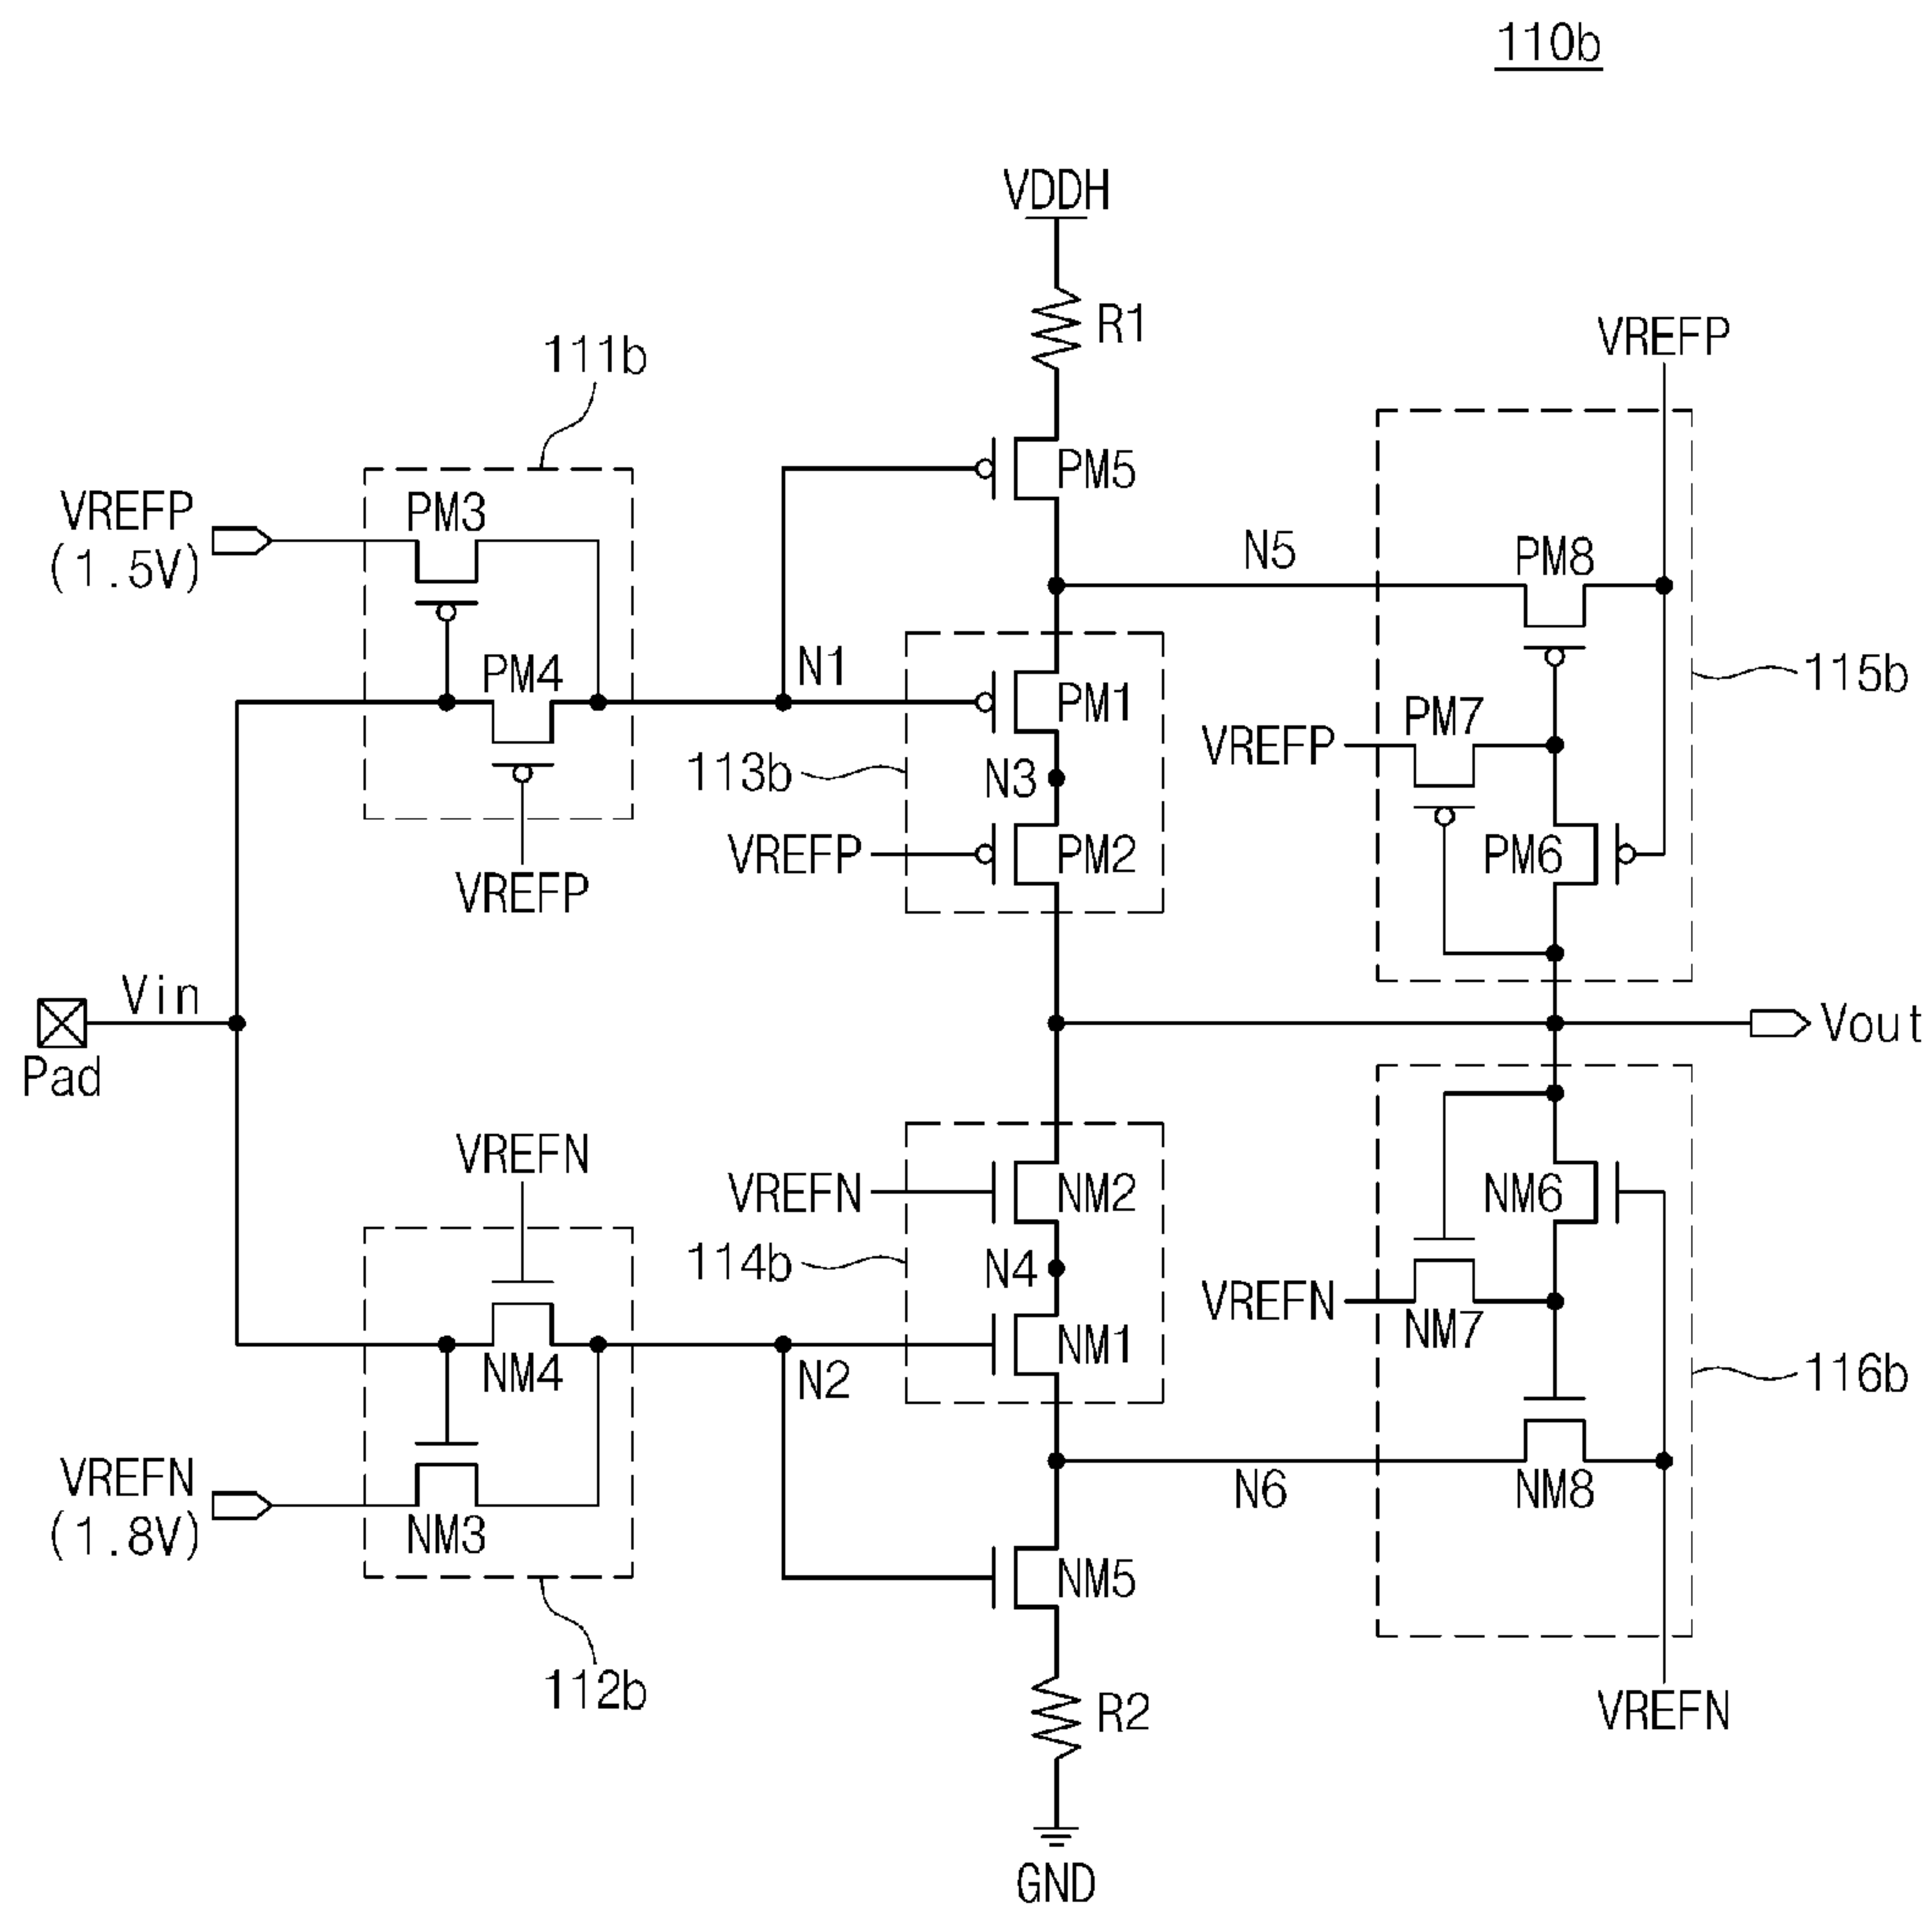 110b
VDDH
R1
VREFP
111b
PM5
VREFP
(1.5V)
PM3
N5
PM8
PM4
N1
PM1
115b
PM7
VREFP
113b
N3
VREFP
PM2
PM6
VREFP
Vin
Pad
Vout
VREFN
VREFN
NM2
NM6
114b
N4
VREFN
NM7
NM4
N2
NM1
116b
VREFN
(1.8V)
NM3
N6
NM8
NM5
112b
R2
VREFN
GND